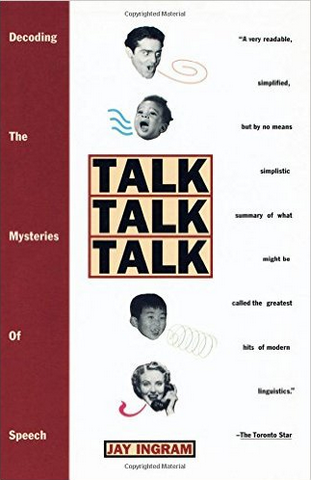 Copyrighted Material
Decoding
The
Mysteries
Of
Speech
TALK
TALK
TALK
JAY INGRAM
"A very readable,
simplified,
but by no means
simplistic
summary of what
might be
called the greatest
hits of modern
linguistics."
–The Toronto Star
Copyrighted Material